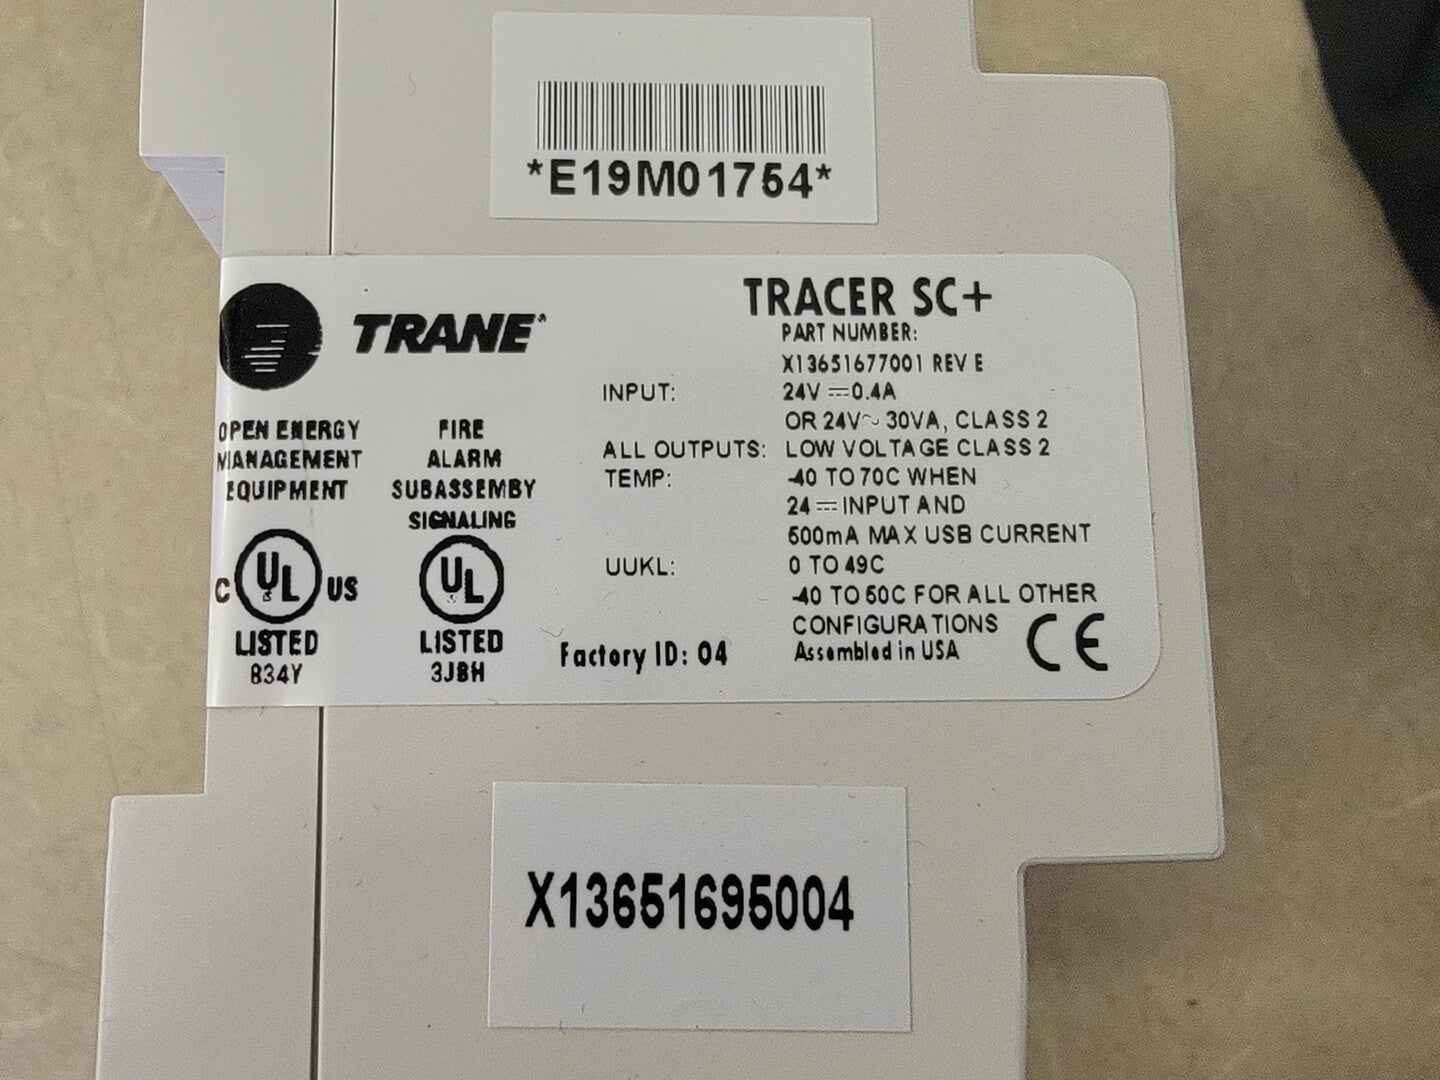 *E19M01754*
TRANE
TRACER SC+
PART NUMBER:
X13651677001 REV E
INPUT: 24V ⎓ 0.4A
OR 24V~ 30VA, CLASS 2
ALL OUTPUTS: LOW VOLTAGE CLASS 2
TEMP: -40 TO 70C WHEN
24 ⎓ INPUT AND
500mA MAX USB CURRENT
UUKL: 0 TO 49C
-40 TO 50C FOR ALL OTHER
CONFIGURATIONS
Assembled in USA
CE
Factory ID: 04
OPEN ENERGY
MANAGEMENT
EQUIPMENT
C UL US
LISTED
834Y
FIRE
ALARM
SUBASSEMBY
SIGNALING
UL
LISTED
3JBH
X13651695004